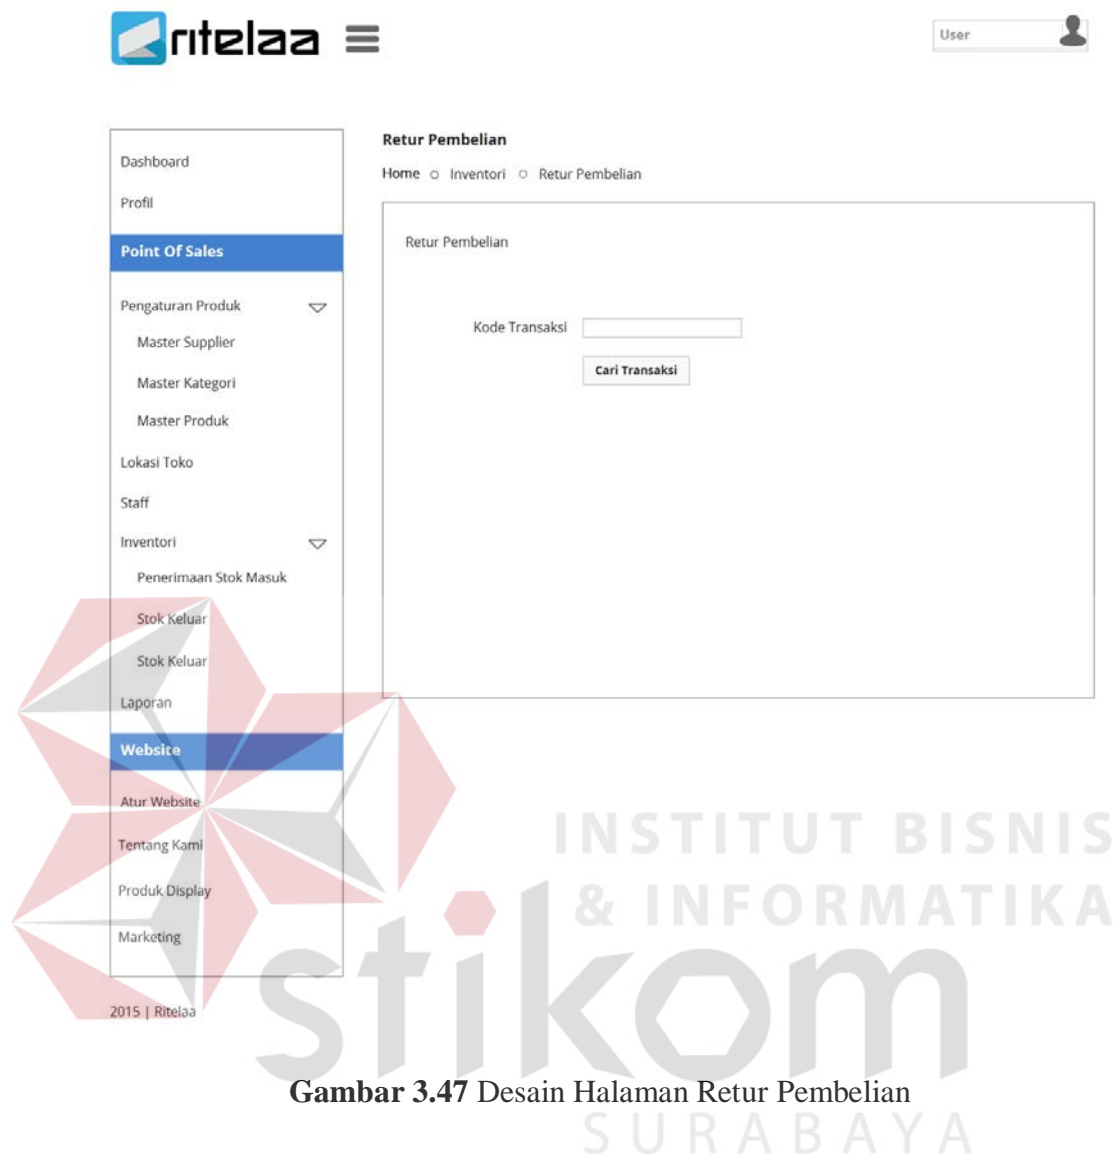 ritelaa
User
Dashboard
Profil
Point Of Sales
Pengaturan Produk
Master Supplier
Master Kategori
Master Produk
Lokasi Toko
Staff
Inventori
Penerimaan Stok Masuk
Stok Keluar
Stok Keluar
Laporan
Website
Atur Website
Tentang Kami
Produk Display
Marketing
2015 | Ritelaa
Retur Pembelian
Home Inventori Retur Pembelian
Retur Pembelian
Kode Transaksi
Cari Transaksi
INSTITUT BISNIS
& INFORMATIKA
stikom
SURABAYA
Gambar 3.47 Desain Halaman Retur Pembelian